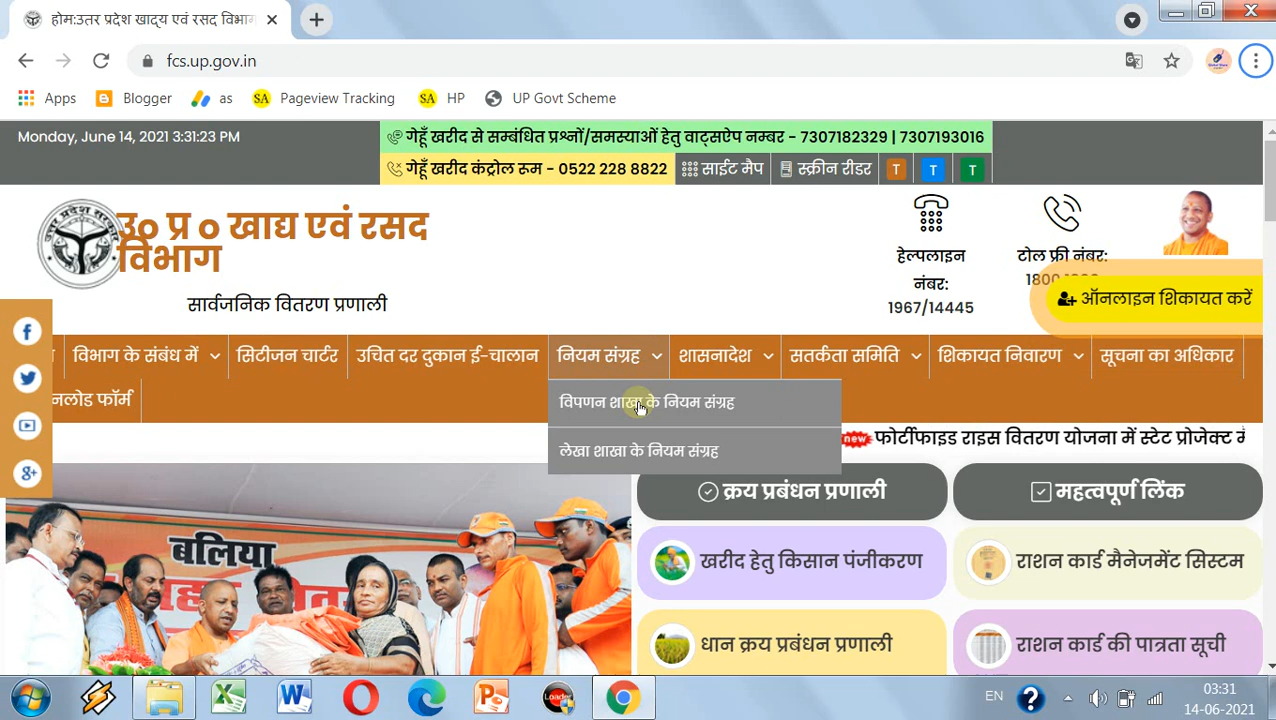 होम:उतर प्रदेश खाद्य एवं रसद विभाग
fcs.up.gov.in
Apps Blogger as SA Pageview Tracking SA HP UP Govt Scheme
Monday, June 14, 2021 3:31:23 PM
गेहूँ खरीद से सम्बंधित प्रश्नों/समस्याओं हेतु वाट्सऐप नम्बर - 7307182329 | 7307193016
गेहूँ खरीद कंट्रोल रूम - 0522 228 8822 साईट मैप स्क्रीन रीडर T T T
उ० प्र ० खाद्य एवं रसद
विभाग
सार्वजनिक वितरण प्रणाली
हेल्पलाइन
नंबर:
1967/14445
टोल फ्री नंबर:
1800
ऑनलाइन शिकायत करें
विभाग के संबंध में सिटीजन चार्टर उचित दर दुकान ई-चालान नियम संग्रह शासनादेश सतर्कता समिति शिकायत निवारण सूचना का अधिकार
नलोड फॉर्म
विपणन शाखा के नियम संग्रह
लेखा शाखा के नियम संग्रह
new फोर्टीफाइड राइस वितरण योजना में स्टेट प्रोजेक्ट में
क्रय प्रबंधन प्रणाली
महत्वपूर्ण लिंक
खरीद हेतु किसान पंजीकरण
राशन कार्ड मैनेजमेंट सिस्टम
धान क्रय प्रबंधन प्रणाली
राशन कार्ड की पात्रता सूची
बलिया
EN
03:31
14-06-2021